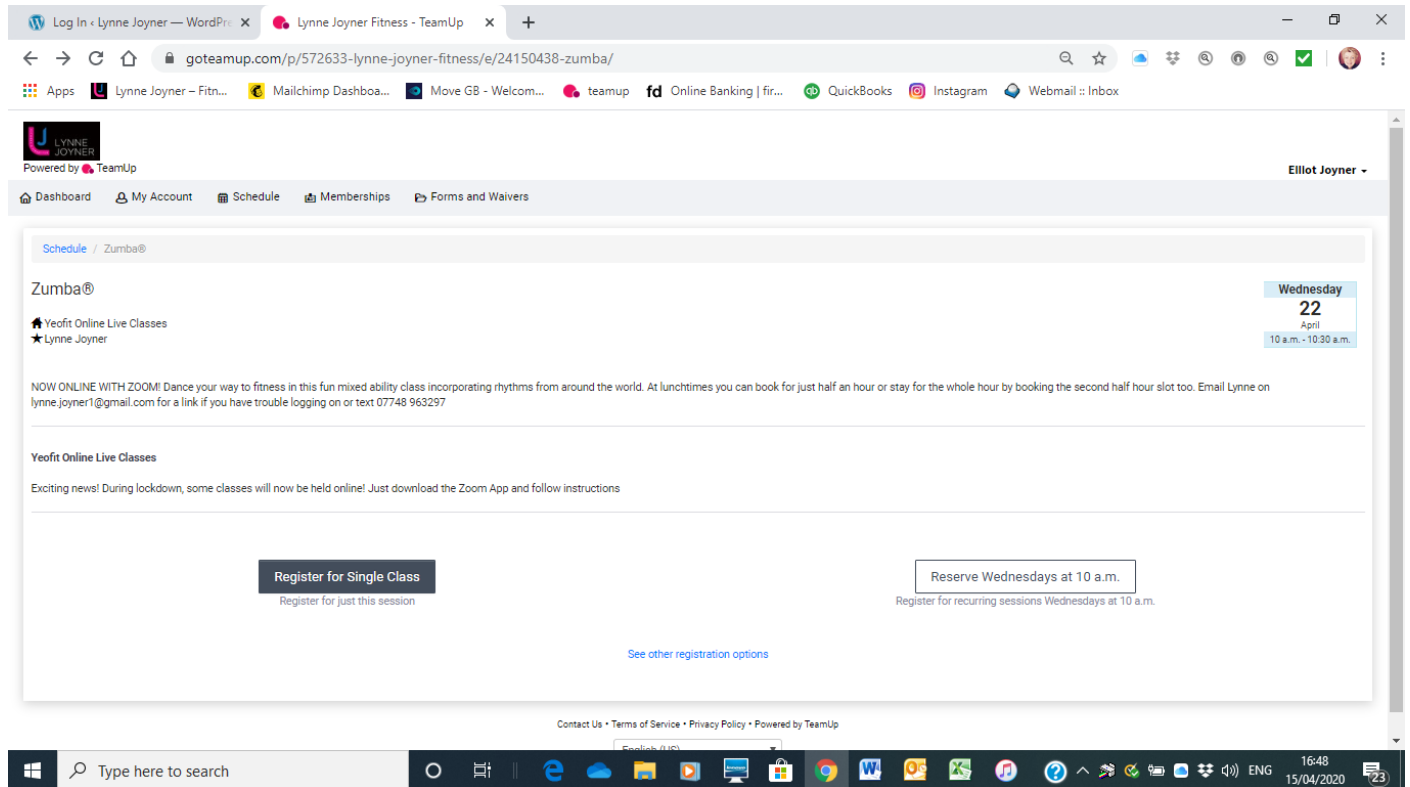 Log In ‹ Lynne Joyner — WordPre
Lynne Joyner Fitness - TeamUp
goteamup.com/p/572633-lynne-joyner-fitness/e/24150438-zumba/
Apps Lynne Joyner – Fitn... Mailchimp Dashboa... Move GB - Welcom... teamup fd Online Banking | fir... qb QuickBooks Instagram Webmail :: Inbox
LYNNE
JOYNER
Powered by TeamUp
Elliot Joyner
Dashboard My Account Schedule Memberships Forms and Waivers
Schedule / Zumba®
Zumba®
Yeofit Online Live Classes
Lynne Joyner
Wednesday
22
April
10 a.m. - 10:30 a.m.
NOW ONLINE WITH ZOOM! Dance your way to fitness in this fun mixed ability class incorporating rhythms from around the world. At lunchtimes you can book for just half an hour or stay for the whole hour by booking the second half hour slot too. Email Lynne on
lynne.joyner1@gmail.com for a link if you have trouble logging on or text 07748 963297
Yeofit Online Live Classes
Exciting news! During lockdown, some classes will now be held online! Just download the Zoom App and follow instructions
Register for Single Class
Register for just this session
Reserve Wednesdays at 10 a.m.
Register for recurring sessions Wednesdays at 10 a.m.
See other registration options
Contact Us • Terms of Service • Privacy Policy • Powered by TeamUp
English (US)
Type here to search
ENG
16:48
15/04/2020
23